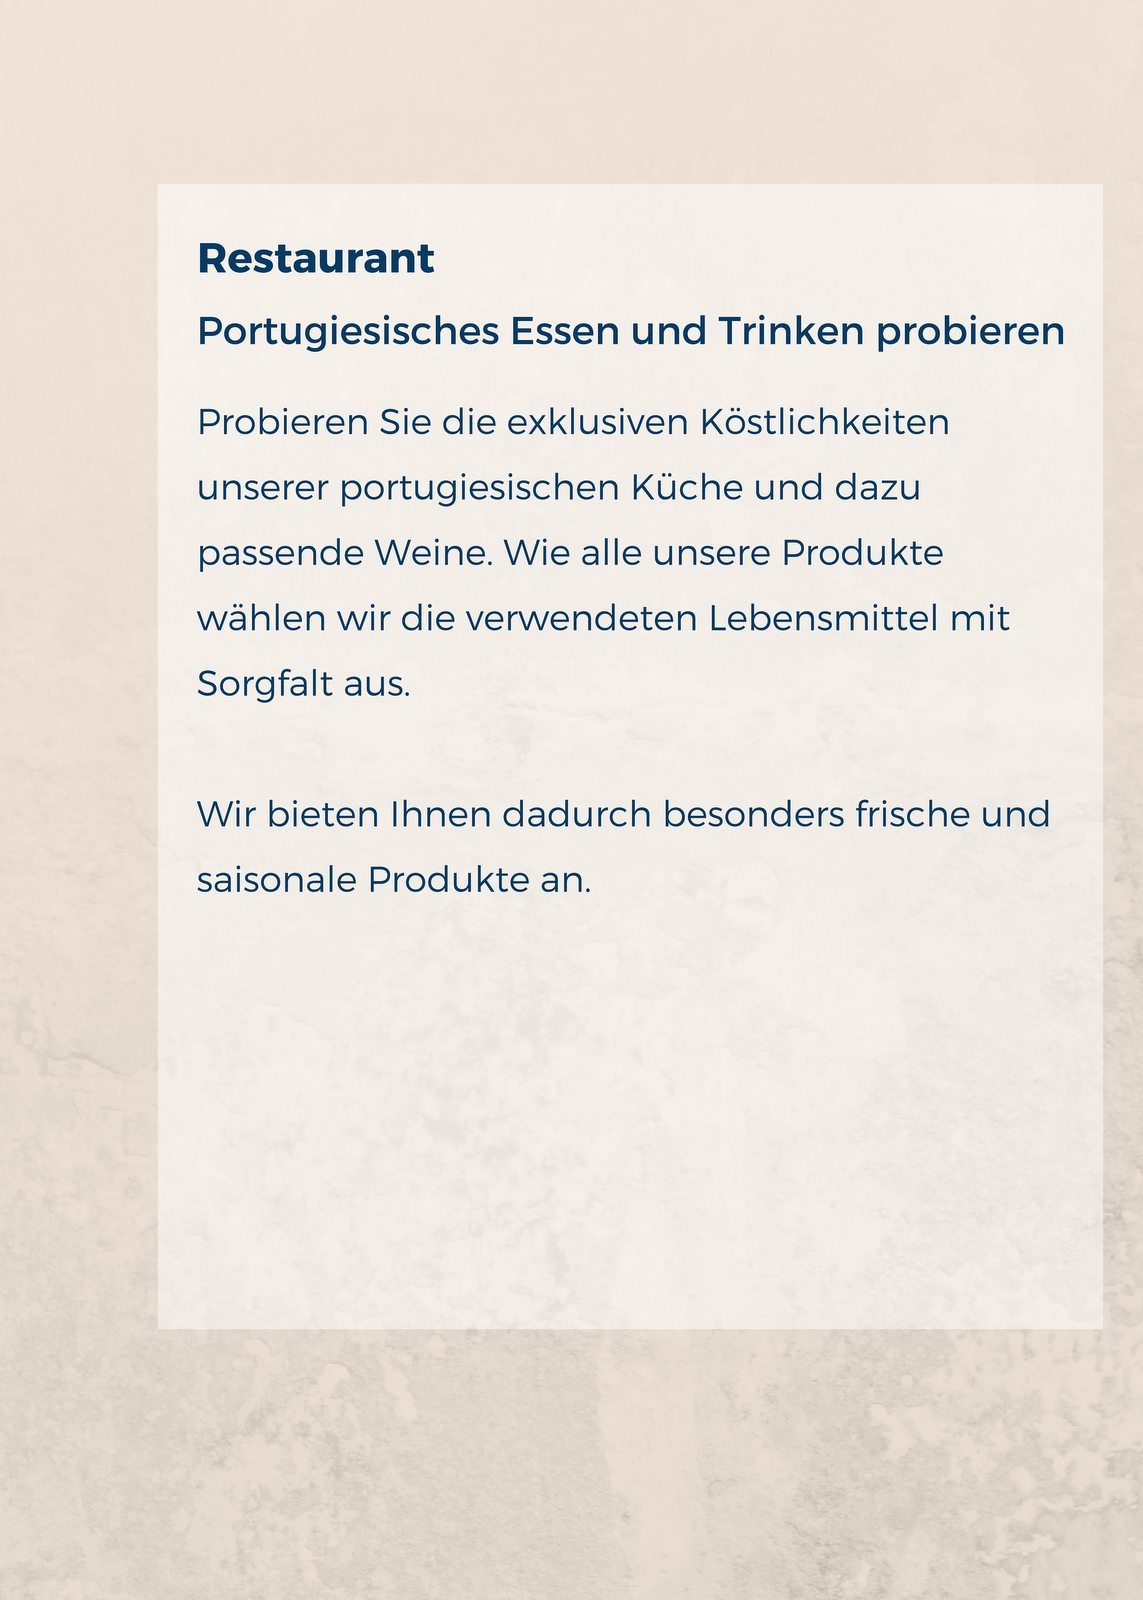 Restaurant
Portugiesisches Essen und Trinken probieren
Probieren Sie die exklusiven Köstlichkeiten
unserer portugiesischen Küche und dazu
passende Weine. Wie alle unsere Produkte
wählen wir die verwendeten Lebensmittel mit
Sorgfalt aus.
Wir bieten Ihnen dadurch besonders frische und
saisonale Produkte an.